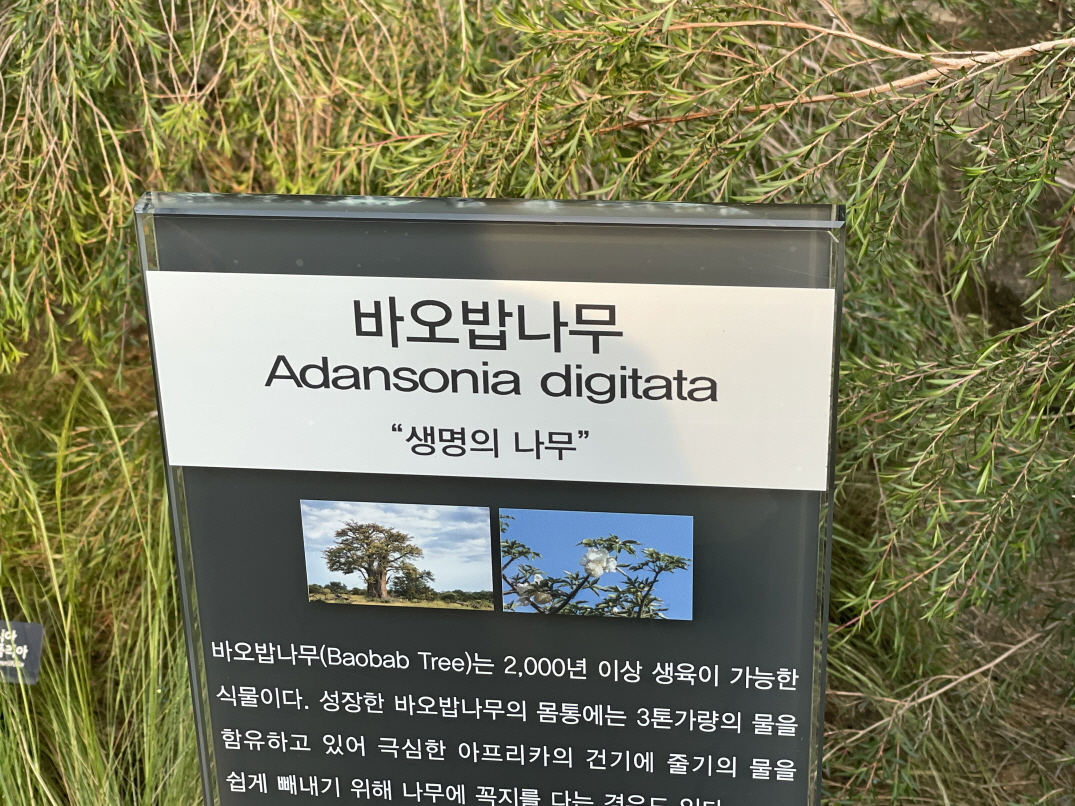 바오밥나무
Adansonia digitata
“생명의 나무”
바오밥나무(Baobab Tree)는 2,000년 이상 생육이 가능한
식물이다. 성장한 바오밥나무의 몸통에는 3톤가량의 물을
함유하고 있어 극심한 아프리카의 건기에 줄기의 물을
쉽게 빼내기 위해 나무에 꼭지를 다는 경우도 있다